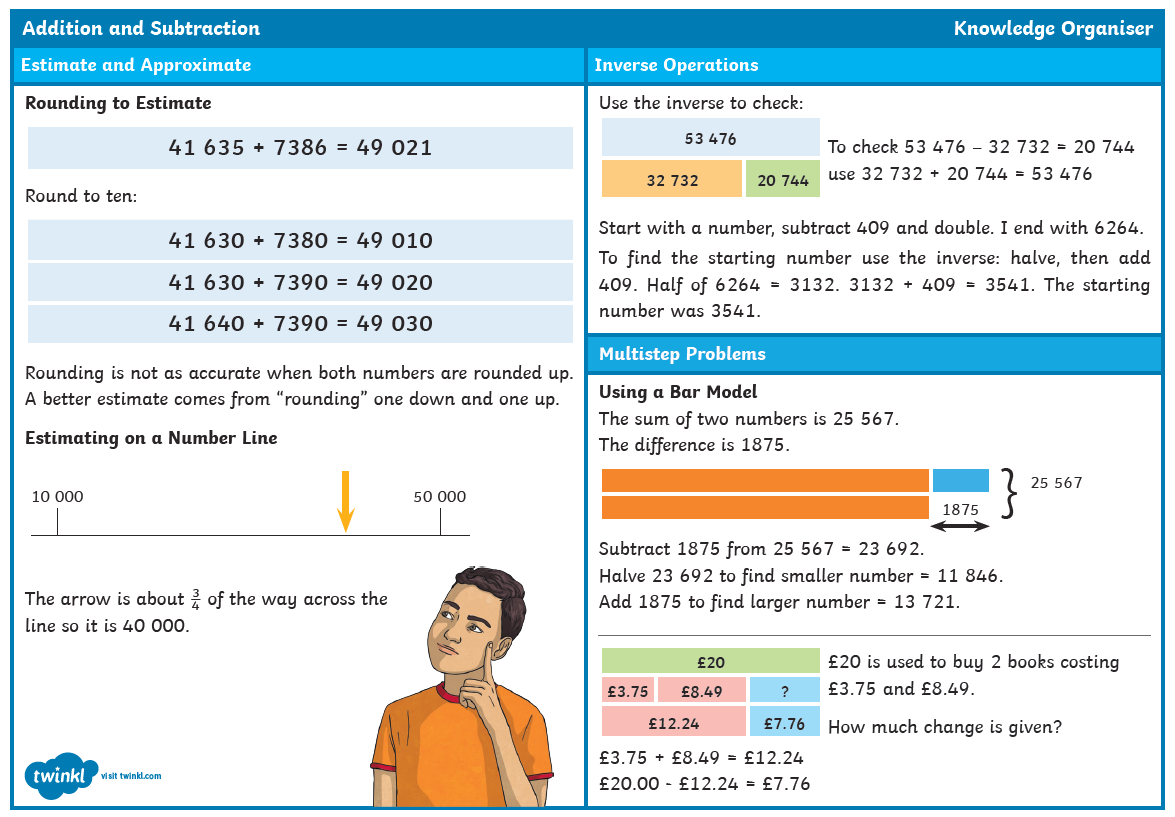 Addition and Subtraction
Knowledge Organiser
Estimate and Approximate
Rounding to Estimate
41 635 + 7386 = 49 021
Round to ten:
41 630 + 7380 = 49 010
41 630 + 7390 = 49 020
41 640 + 7390 = 49 030
Rounding is not as accurate when both numbers are rounded up.
A better estimate comes from “rounding” one down and one up.
Estimating on a Number Line
10 000
50 000
The arrow is about 3/4 of the way across the
line so it is 40 000.
twinkl
visit twinkl.com
Inverse Operations
Use the inverse to check:
53 476
32 732
20 744
To check 53 476 – 32 732 = 20 744
use 32 732 + 20 744 = 53 476
Start with a number, subtract 409 and double. I end with 6264.
To find the starting number use the inverse: halve, then add
409. Half of 6264 = 3132. 3132 + 409 = 3541. The starting
number was 3541.
Multistep Problems
Using a Bar Model
The sum of two numbers is 25 567.
The difference is 1875.
25 567
1875
Subtract 1875 from 25 567 = 23 692.
Halve 23 692 to find smaller number = 11 846.
Add 1875 to find larger number = 13 721.
£20
£3.75
£8.49
?
£12.24
£7.76
£20 is used to buy 2 books costing
£3.75 and £8.49.
How much change is given?
£3.75 + £8.49 = £12.24
£20.00 - £12.24 = £7.76